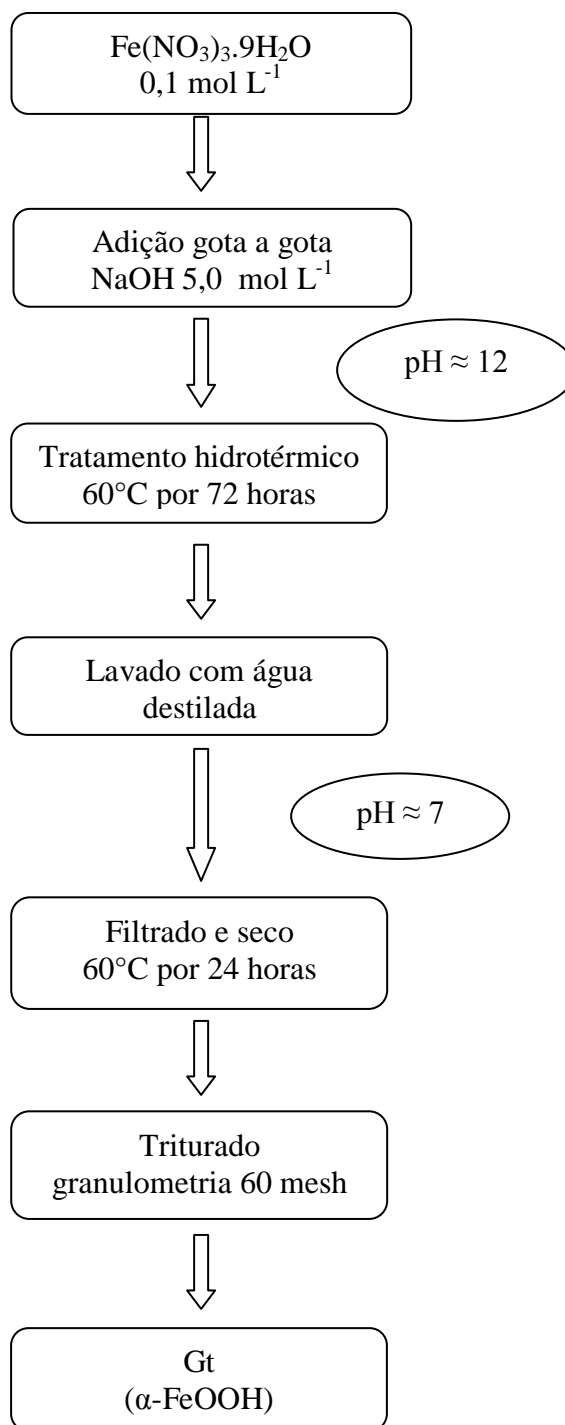 Fe(NO₃)₃.9H₂O
0,1 mol L⁻¹
Adição gota a gota
NaOH 5,0 mol L⁻¹
pH ≈ 12
Tratamento hidrotérmico
60°C por 72 horas
Lavado com água
destilada
pH ≈ 7
Filtrado e seco
60°C por 24 horas
Triturado
granulometria 60 mesh
Gt
(α-FeOOH)